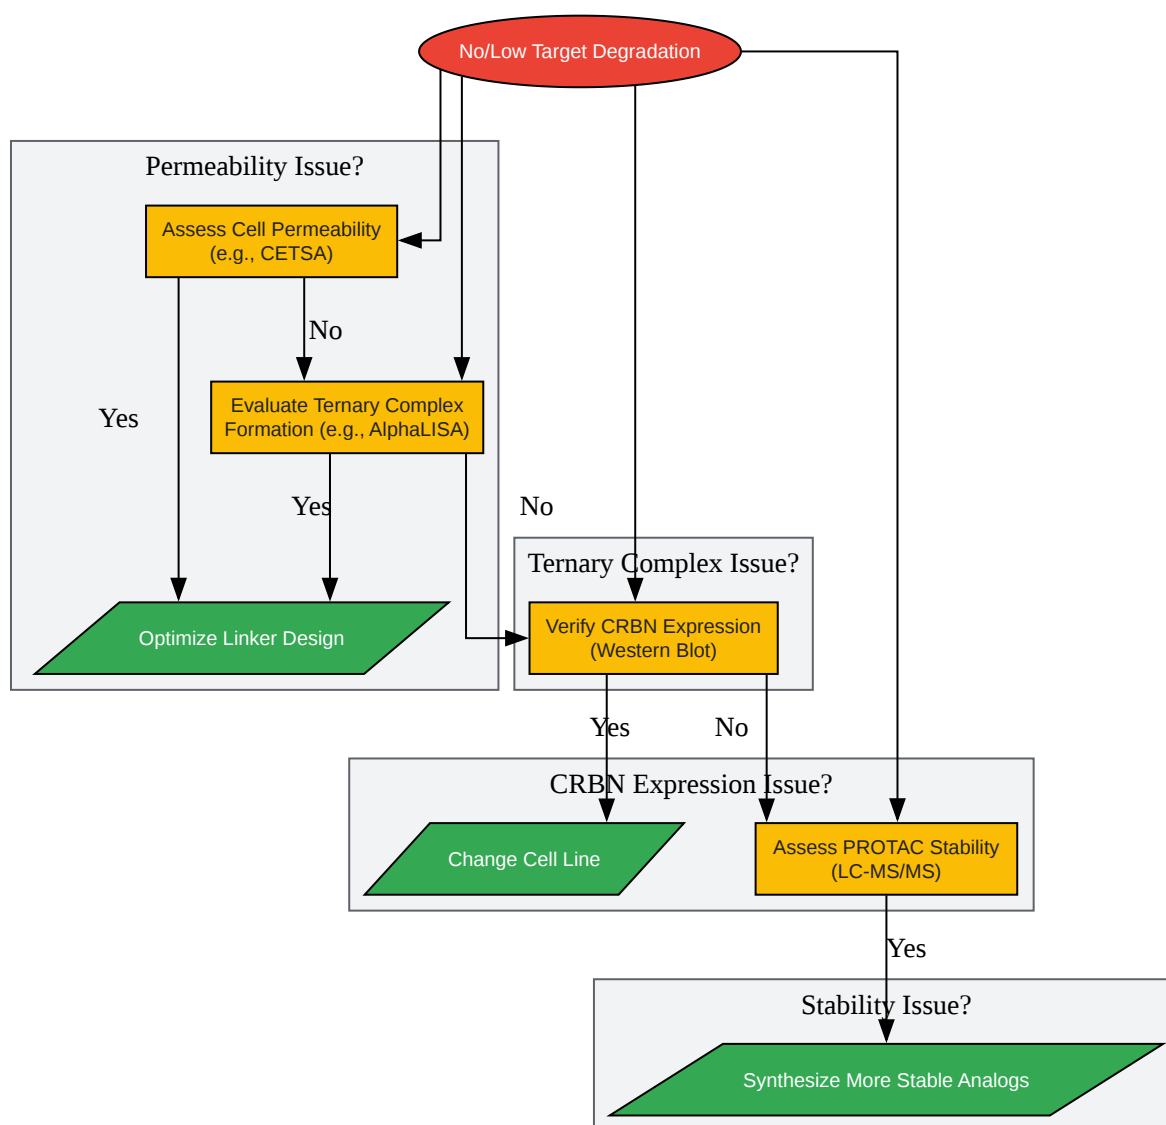 No/Low Target Degradation
Permeability Issue?
Assess Cell Permeability
(e.g., CETSA)
No
Evaluate Ternary Complex
Formation (e.g., AlphaLISA)
Yes
Yes
No
Ternary Complex Issue?
Optimize Linker Design
Verify CRBN Expression
(Western Blot)
Yes
No
CRBN Expression Issue?
Change Cell Line
Assess PROTAC Stability
(LC-MS/MS)
Yes
Stability Issue?
Synthesize More Stable Analogs